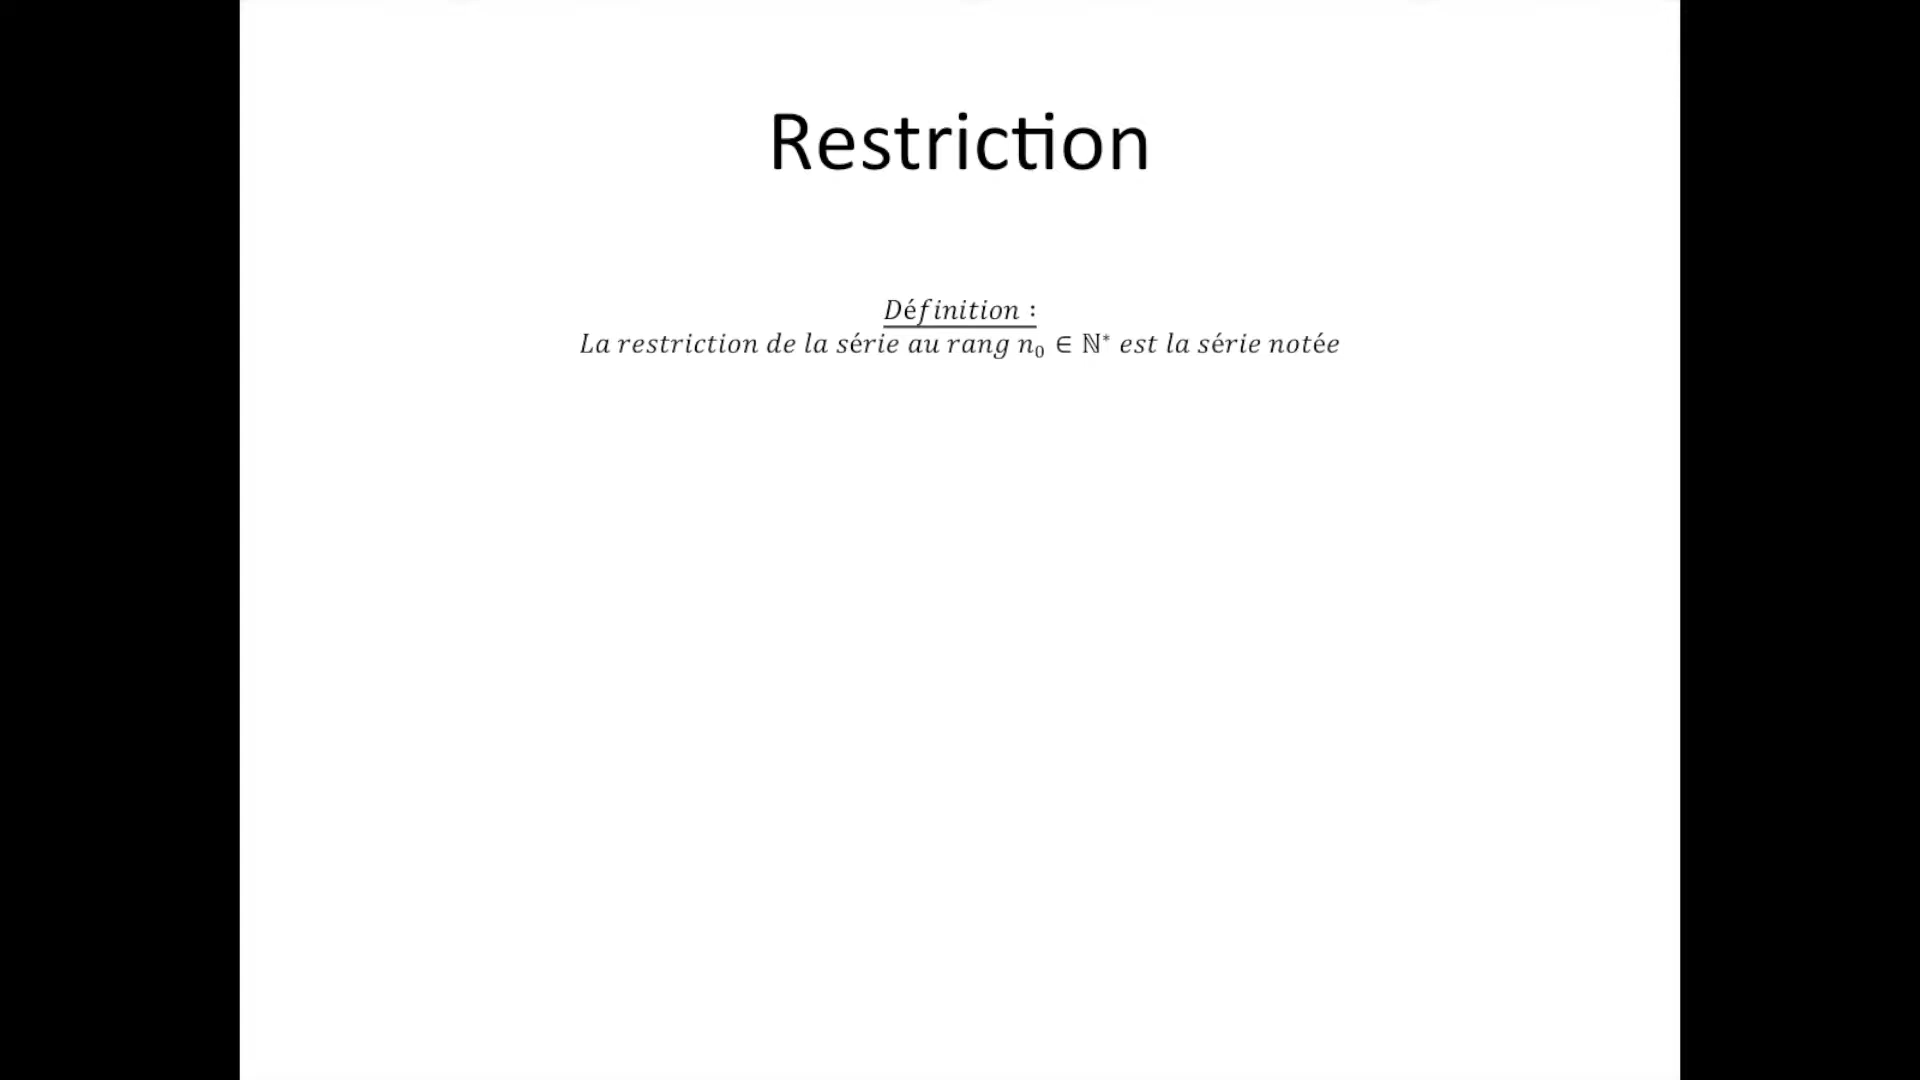 Restriction
Définition :
La restriction de la série au rang n₀ ∈ ℕ* est la série notée